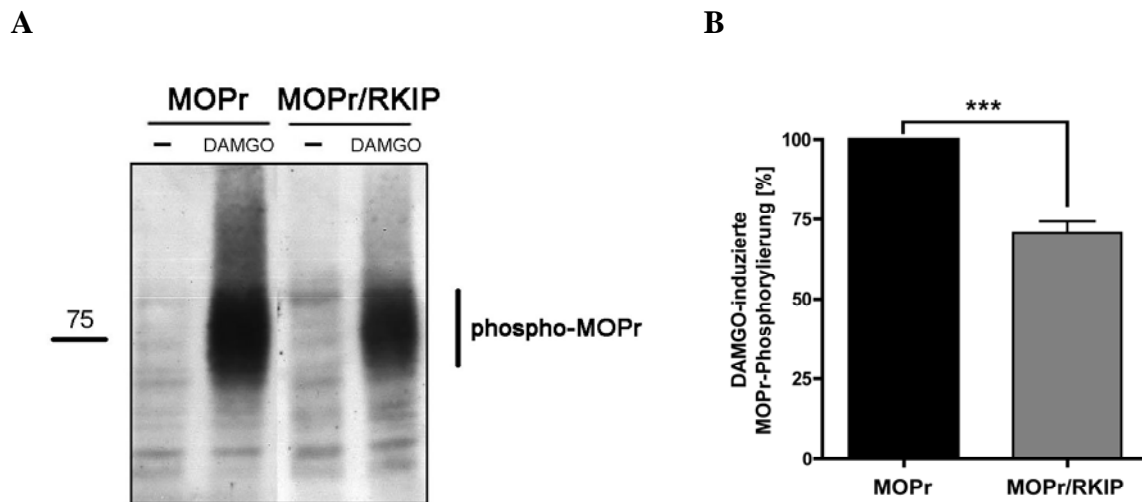 A
MOPr MOPr/RKIP
– DAMGO – DAMGO
75
phospho-MOPr
B
***
DAMGO-induzierte
MOPr-Phosphorylierung [%]
100
75
50
25
0
MOPr MOPr/RKIP